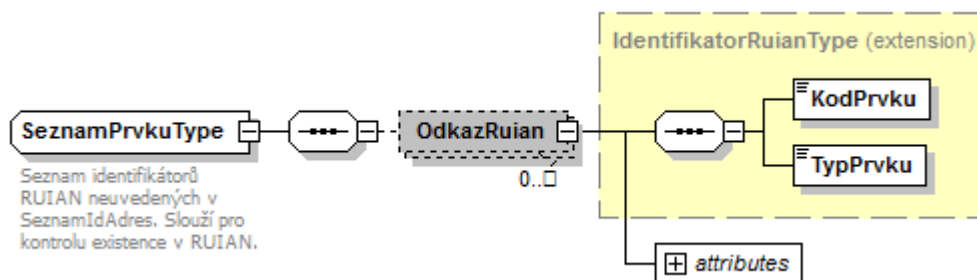 IdentifikatorRuianType (extension)
KodPrvku
SeznamPrvkuType
OdkazRuian
TypPrvku
0..□
Seznam identifikátorů
RUIAN neuvedených v
SeznamIdAdres. Slouží pro
kontrolu existence v RUIAN.
attributes